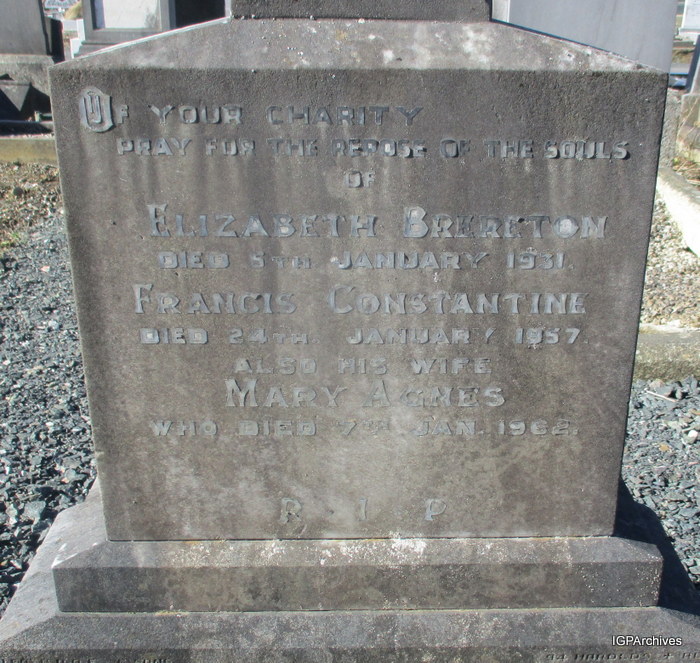 OF YOUR CHARITY
PRAY FOR THE REPOSE OF THE SOULS
OF
ELIZABETH BRERETON
DIED 5TH JANUARY 1931.
FRANCIS CONSTANTINE
DIED 24TH JANUARY 1957.
ALSO HIS WIFE
MARY AGNES
WHO DIED 7TH JAN. 1962.
R I P
IGPArchives